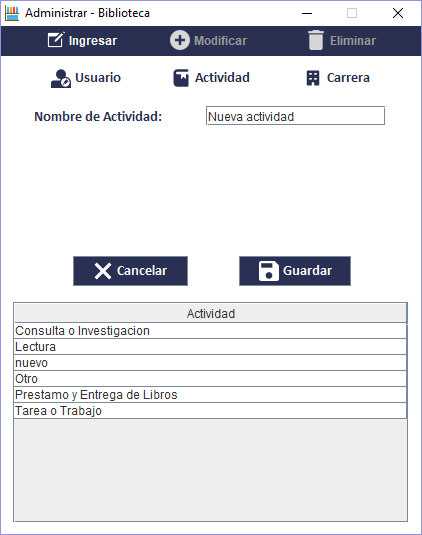 Administrar - Biblioteca
Ingresar Modificar Eliminar
Usuario Actividad Carrera
Nombre de Actividad: Nueva actividad
Cancelar Guardar
Actividad
Consulta o Investigacion
Lectura
nuevo
Otro
Prestamo y Entrega de Libros
Tarea o Trabajo